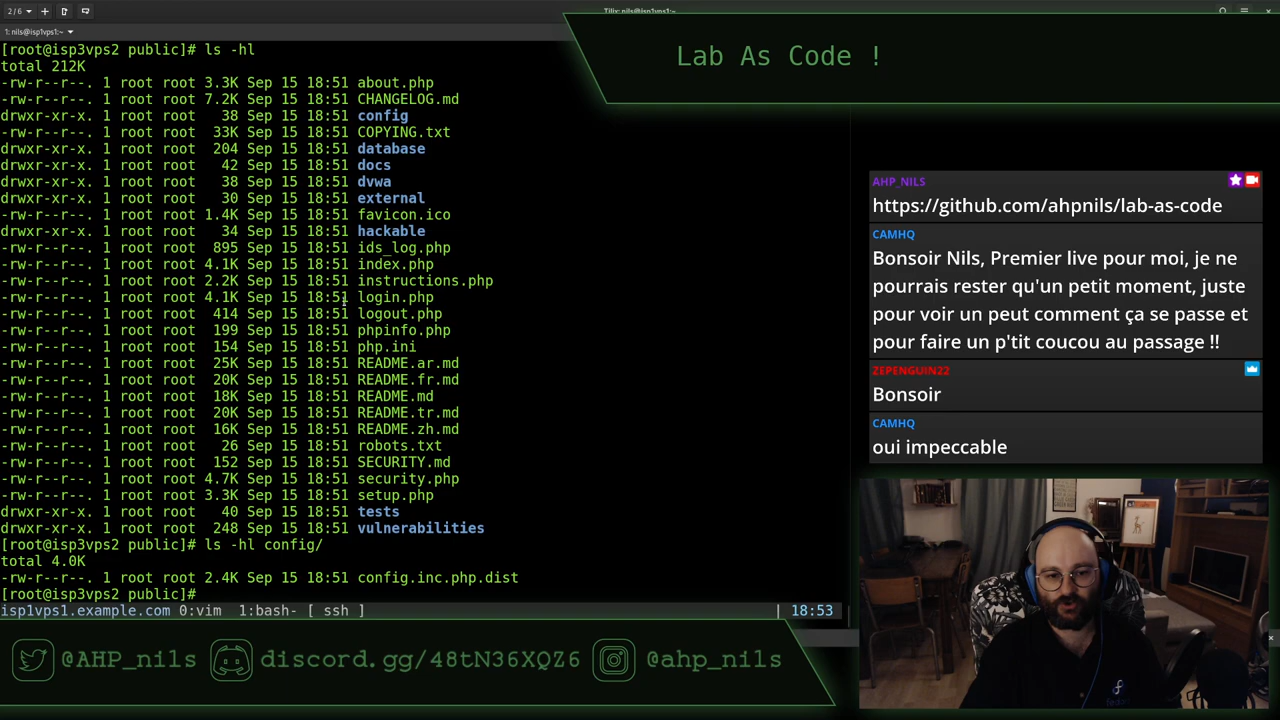 2/6
Tilix: nils@isp1vps1:~
1: nils@isp1vps1:~
[root@isp3vps2 public]# ls -hl
total 212K
-rw-r--r--. 1 root root 3.3K Sep 15 18:51 about.php
-rw-r--r--. 1 root root 7.2K Sep 15 18:51 CHANGELOG.md
drwxr-xr-x. 1 root root   38 Sep 15 18:51 config
-rw-r--r--. 1 root root  33K Sep 15 18:51 COPYING.txt
drwxr-xr-x. 1 root root  204 Sep 15 18:51 database
drwxr-xr-x. 1 root root   42 Sep 15 18:51 docs
drwxr-xr-x. 1 root root   38 Sep 15 18:51 dvwa
drwxr-xr-x. 1 root root   30 Sep 15 18:51 external
-rw-r--r--. 1 root root 1.4K Sep 15 18:51 favicon.ico
drwxr-xr-x. 1 root root   34 Sep 15 18:51 hackable
-rw-r--r--. 1 root root  895 Sep 15 18:51 ids_log.php
-rw-r--r--. 1 root root 4.1K Sep 15 18:51 index.php
-rw-r--r--. 1 root root 2.2K Sep 15 18:51 instructions.php
-rw-r--r--. 1 root root 4.1K Sep 15 18:51 login.php
-rw-r--r--. 1 root root  414 Sep 15 18:51 logout.php
-rw-r--r--. 1 root root  199 Sep 15 18:51 phpinfo.php
-rw-r--r--. 1 root root  154 Sep 15 18:51 php.ini
-rw-r--r--. 1 root root  25K Sep 15 18:51 README.ar.md
-rw-r--r--. 1 root root  20K Sep 15 18:51 README.fr.md
-rw-r--r--. 1 root root  18K Sep 15 18:51 README.md
-rw-r--r--. 1 root root  20K Sep 15 18:51 README.tr.md
-rw-r--r--. 1 root root  16K Sep 15 18:51 README.zh.md
-rw-r--r--. 1 root root   26 Sep 15 18:51 robots.txt
-rw-r--r--. 1 root root  152 Sep 15 18:51 SECURITY.md
-rw-r--r--. 1 root root 4.7K Sep 15 18:51 security.php
-rw-r--r--. 1 root root 3.3K Sep 15 18:51 setup.php
drwxr-xr-x. 1 root root   40 Sep 15 18:51 tests
drwxr-xr-x. 1 root root  248 Sep 15 18:51 vulnerabilities
[root@isp3vps2 public]# ls -hl config/
total 4.0K
-rw-r--r--. 1 root root 2.4K Sep 15 18:51 config.inc.php.dist
[root@isp3vps2 public]#
isp1vps1.example.com 0:vim  1:bash- [ ssh ] | 18:53
Lab As Code !
AHP_NILS
https://github.com/ahpnils/lab-as-code
CAMHQ
Bonsoir Nils, Premier live pour moi, je ne
pourrais rester qu'un petit moment, juste
pour voir un peut comment ça se passe et
pour faire un p'tit coucou au passage !!
ZEPENGUIN22
Bonsoir
CAMHQ
oui impeccable
@AHP_nils discord.gg/48tN36XQZ6 @ahp_nils